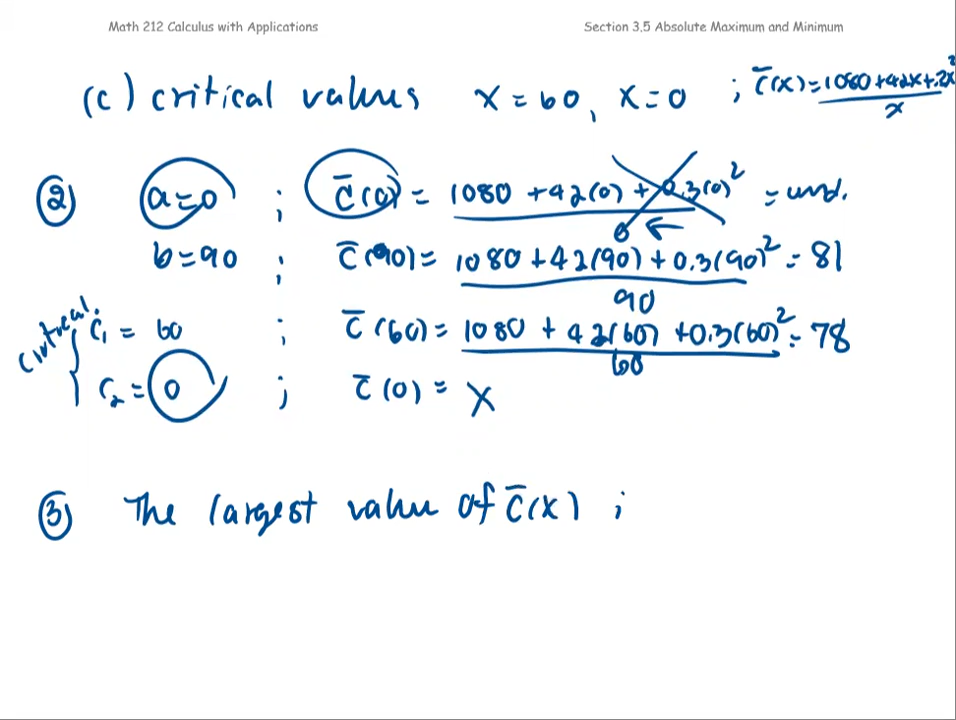 Math 212 Calculus with Applications Section 3.5 Absolute Maximum and Minimum
(c) critical values x = 60, x = 0 ; C̅(x) = (1080 + 42x + .2x²)/x
② a = 0 ; C̅(0) = (1080 + 42(0) + 0.3(0)²)/0 = und.
b = 90 ; C̅(90) = (1080 + 42(90) + 0.3(90)²)/90 = 81
critical. C₁ = 60 ; C̅(60) = (1080 + 42(60) + 0.3(60)²)/60 = 78
C₂ = 0 ; C̅(0) = X
③ The largest value of C̅(x) ;